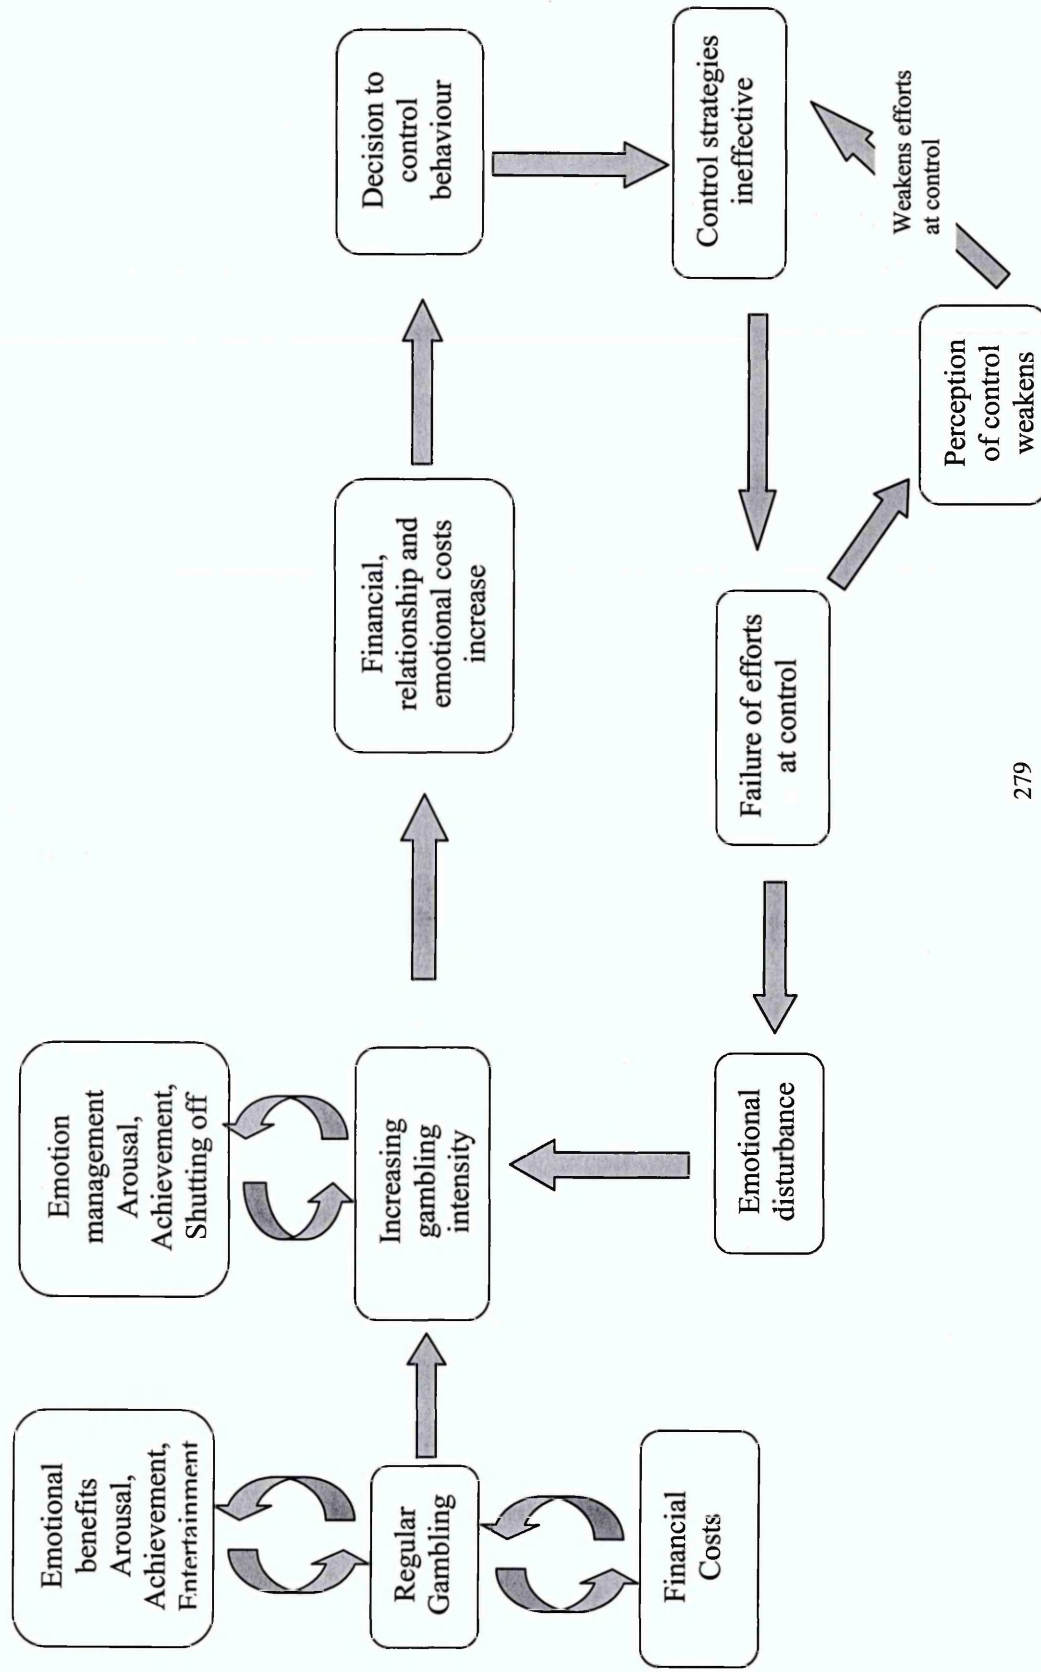 Emotional
benefits
Arousal,
Achievement,
Entertainment
Emotion
management
Arousal,
Achievement,
Shutting off
Regular
Gambling
Increasing
gambling
intensity
Financial,
relationship and
emotional costs
increase
Decision to
control
behaviour
Financial
Costs
Emotional
disturbance
Failure of efforts
at control
Control strategies
ineffective
Perception
of control
weakens
Weakens efforts
at control
279